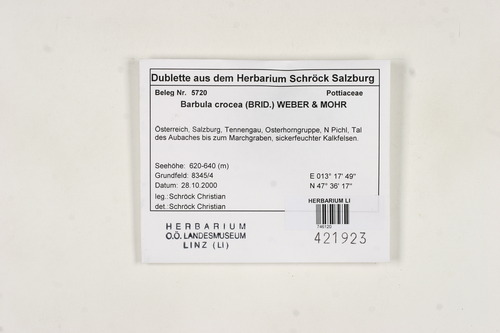 Dublette aus dem Herbarium Schröck Salzburg
Beleg Nr. 5720 Pottiaceae
Barbula crocea (BRID.) WEBER & MOHR
Österreich, Salzburg, Tennengau, Osterhorngruppe, N Pichl, Tal
des Aubaches bis zum Marchgraben, sickerfeuchter Kalkfelsen.
Seehöhe: 620-640 (m)
Grundfeld: 8345/4 E 013° 17' 49"
Datum: 28.10.2000 N 47° 36' 17"
leg.: Schröck Christian
det.: Schröck Christian
HERBARIUM LI
746120
HERBARIUM
O.Ö. LANDESMUSEUM
LINZ (LI)
421923